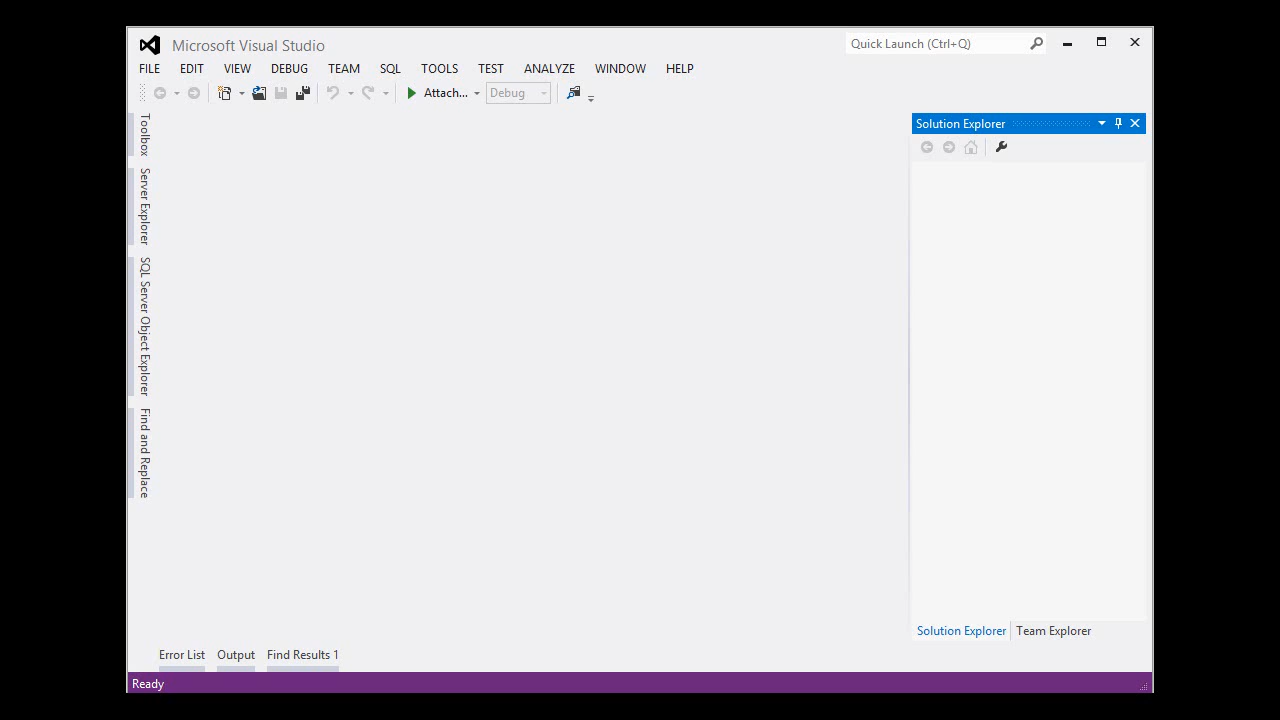 Microsoft Visual Studio
Quick Launch (Ctrl+Q)
FILE EDIT VIEW DEBUG TEAM SQL TOOLS TEST ANALYZE WINDOW HELP
Attach... Debug
Toolbox
Server Explorer
SQL Server Object Explorer
Find and Replace
Solution Explorer
Solution Explorer Team Explorer
Error List Output Find Results 1
Ready